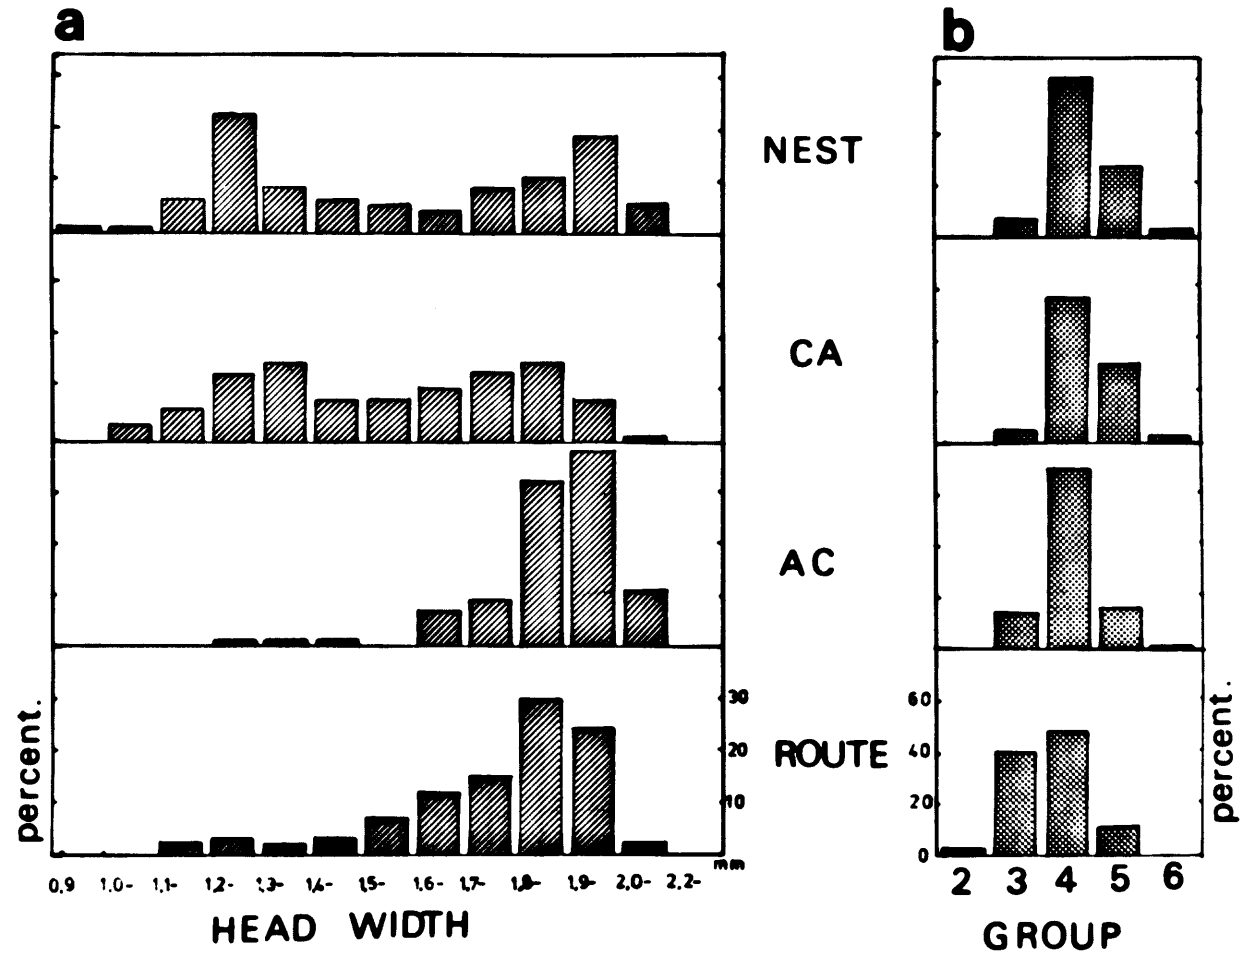 a
b
NEST
CA
AC
ROUTE
percent.
30
20
10
mm
0,9 1,0- 1,1- 1,2- 1,3- 1,4- 1,5- 1,6- 1,7- 1,8- 1,9- 2,0- 2,2-
HEAD WIDTH
60
40
20
0
percent.
2 3 4 5 6
GROUP